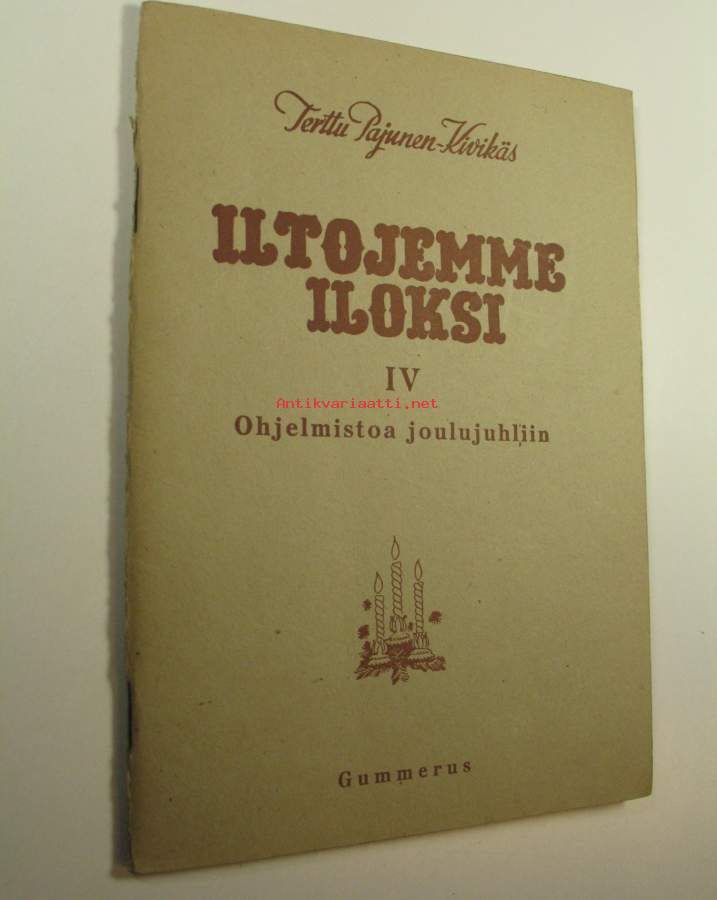 Terttu Pajunen-Kivikäs
ILTOJEMME
ILOKSI
IV
Antikvariaatti.net
Ohjelmistoa joulujuhliin
Gummerus